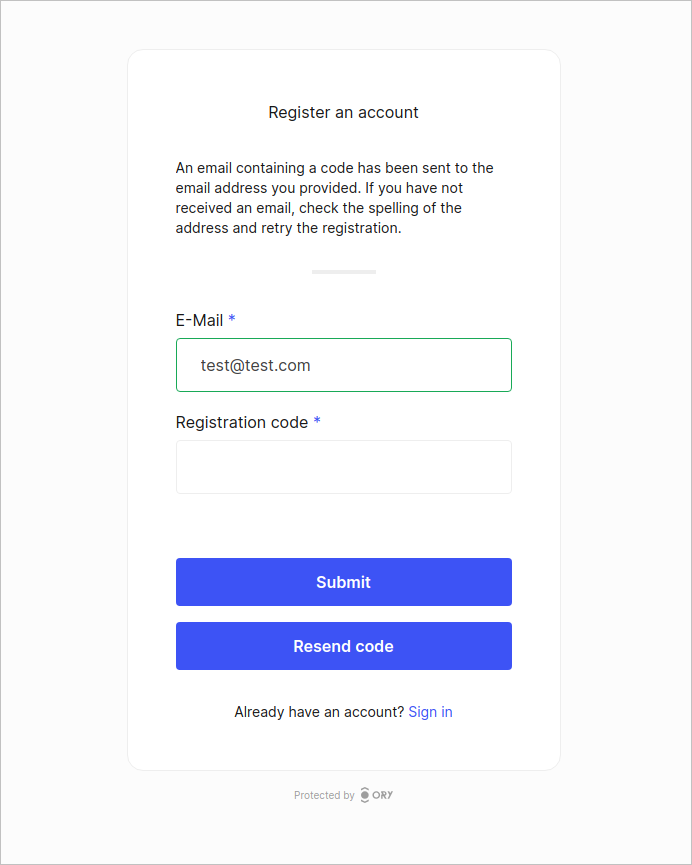 Register an account
An email containing a code has been sent to the
email address you provided. If you have not
received an email, check the spelling of the
address and retry the registration.
E-Mail *
test@test.com
Registration code *
Submit
Resend code
Already have an account? Sign in
Protected by ORY